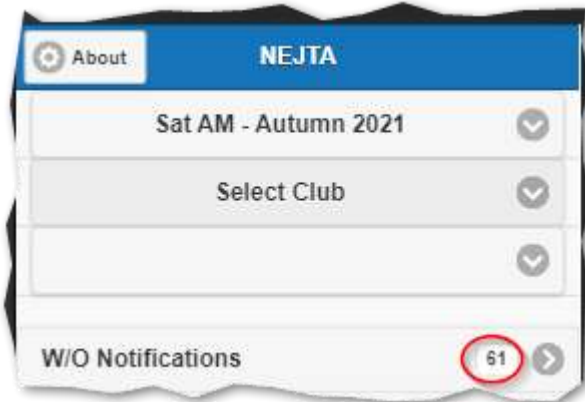 About
NEJTA
Sat AM - Autumn 2021
Select Club
W/O Notifications 61